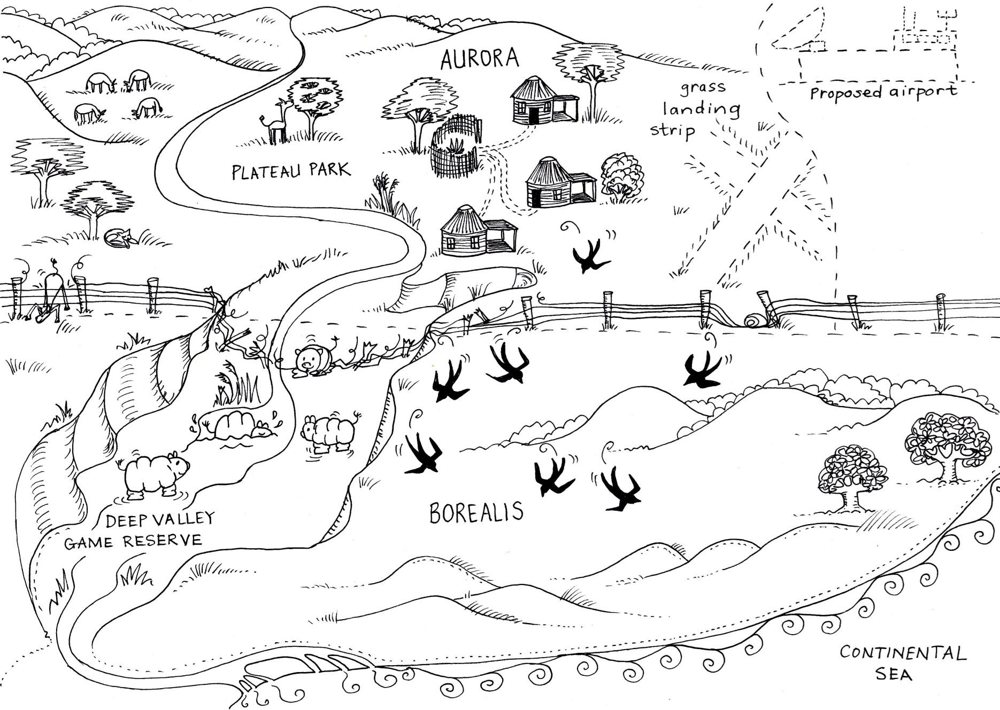 AURORA
grass
landing
strip
Proposed airport
PLATEAU PARK
BOREALIS
DEEP VALLEY
GAME RESERVE
CONTINENTAL
SEA